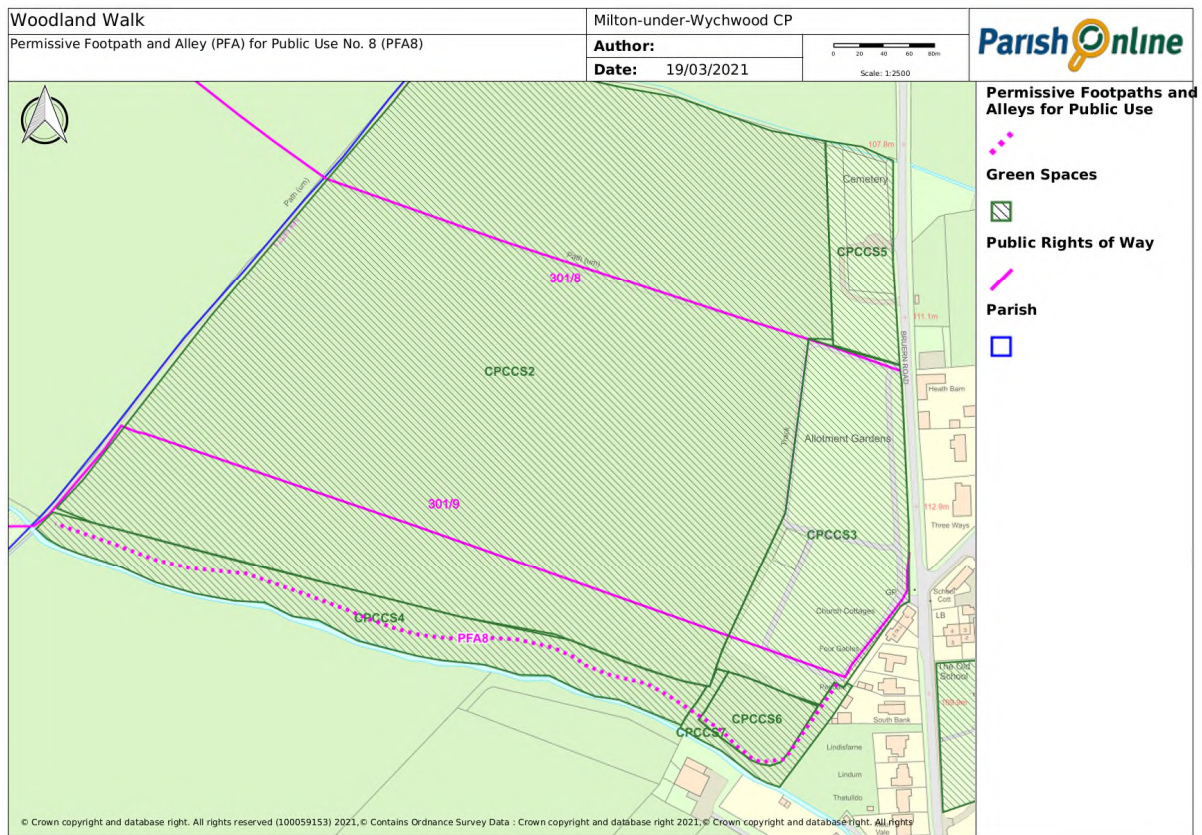 Woodland Walk
Permissive Footpath and Alley (PFA) for Public Use No. 8 (PFA8)
Milton-under-Wychwood CP
Author:
Date: 19/03/2021
0 20 40 60 80m
Scale: 1:2500
Parish Online
Permissive Footpaths and
Alleys for Public Use
Green Spaces
Public Rights of Way
Parish
107.8m
Cemetery
Path (um)
CPCCS5
Path (um)
301/8
111.1m
BRUERN ROAD
CPCCS2
Heath Barn
Track
Allotment Gardens
301/9
112.9m
Three Ways
CPCCS3
GP
School
Cott
Church Cottages
LB
CPCCS4
PFA8
Four Gables
The Old
School
CPCCS6
South Bank
CPCCS7
Lindisfarne
Lindum
Thatulldo
Vale
© Crown copyright and database right. All rights reserved (100059153) 2021,© Contains Ordnance Survey Data : Crown copyright and database right 2021,© Crown copyright and database right. All rights